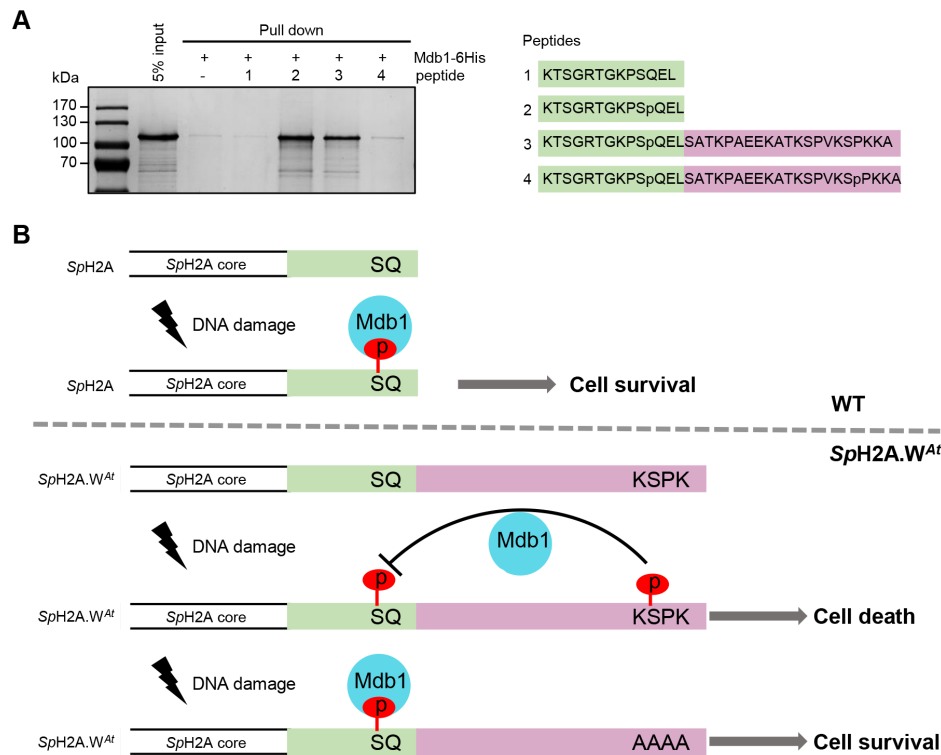 A
5% input
Pull down
+ + + + + Mdb1-6His
kDa - 1 2 3 4 peptide
170
130
100
70
Peptides
1 KTSGRTGKPSQEL
2 KTSGRTGKPSpQEL
3 KTSGRTGKPSpQELSATKPAEEKATKSPVKSPKKA
4 KTSGRTGKPSpQELSATKPAEEKATKSPVKSpPKKA
B
SpH2A SpH2A core SQ
DNA damage Mdb1
p
SpH2A SpH2A core SQ Cell survival
WT
SpH2A.WAt
SpH2A.WAt SpH2A core SQ KSPK
DNA damage Mdb1
p p
SpH2A.WAt SpH2A core SQ KSPK Cell death
DNA damage Mdb1
p
SpH2A.WAt SpH2A core SQ AAAA Cell survival